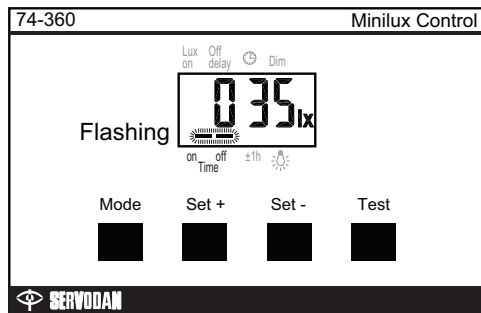 74-360 Minilux Control
Lux on Off delay Dim
035lx
Flashing
on off ±1h
Time
Mode Set + Set - Test
SERVODAN